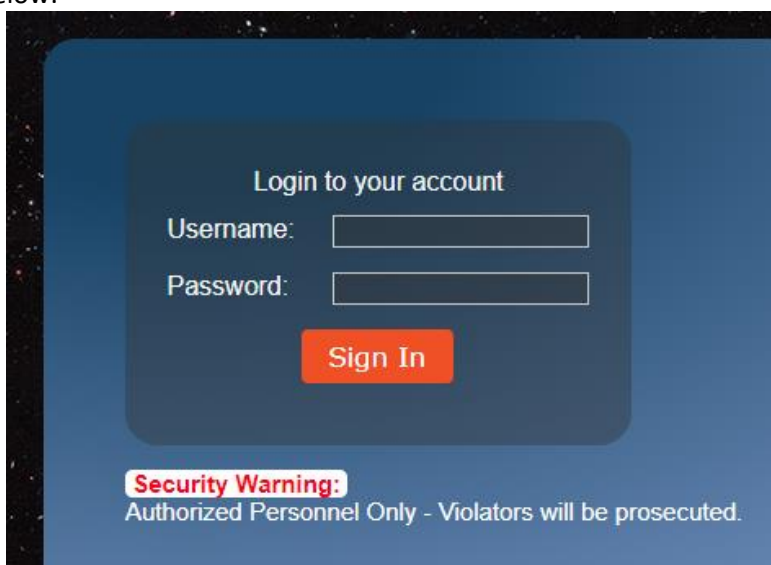 Login to your account
Username:
Password:
Sign In
Security Warning:
Authorized Personnel Only - Violators will be prosecuted.